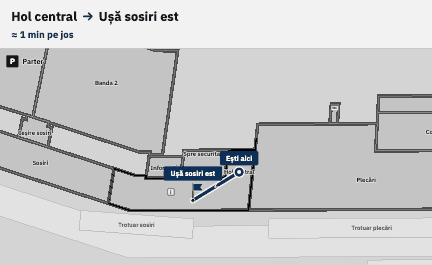 Hol central → Ușă sosiri est
≈ 1 min pe jos
P Parter
Banda 2
Ieșire sosiri
Sosiri
Spre securitate
Ești aici
Ușă sosiri est
Plecări
Trotuar sosiri
Trotuar plecări